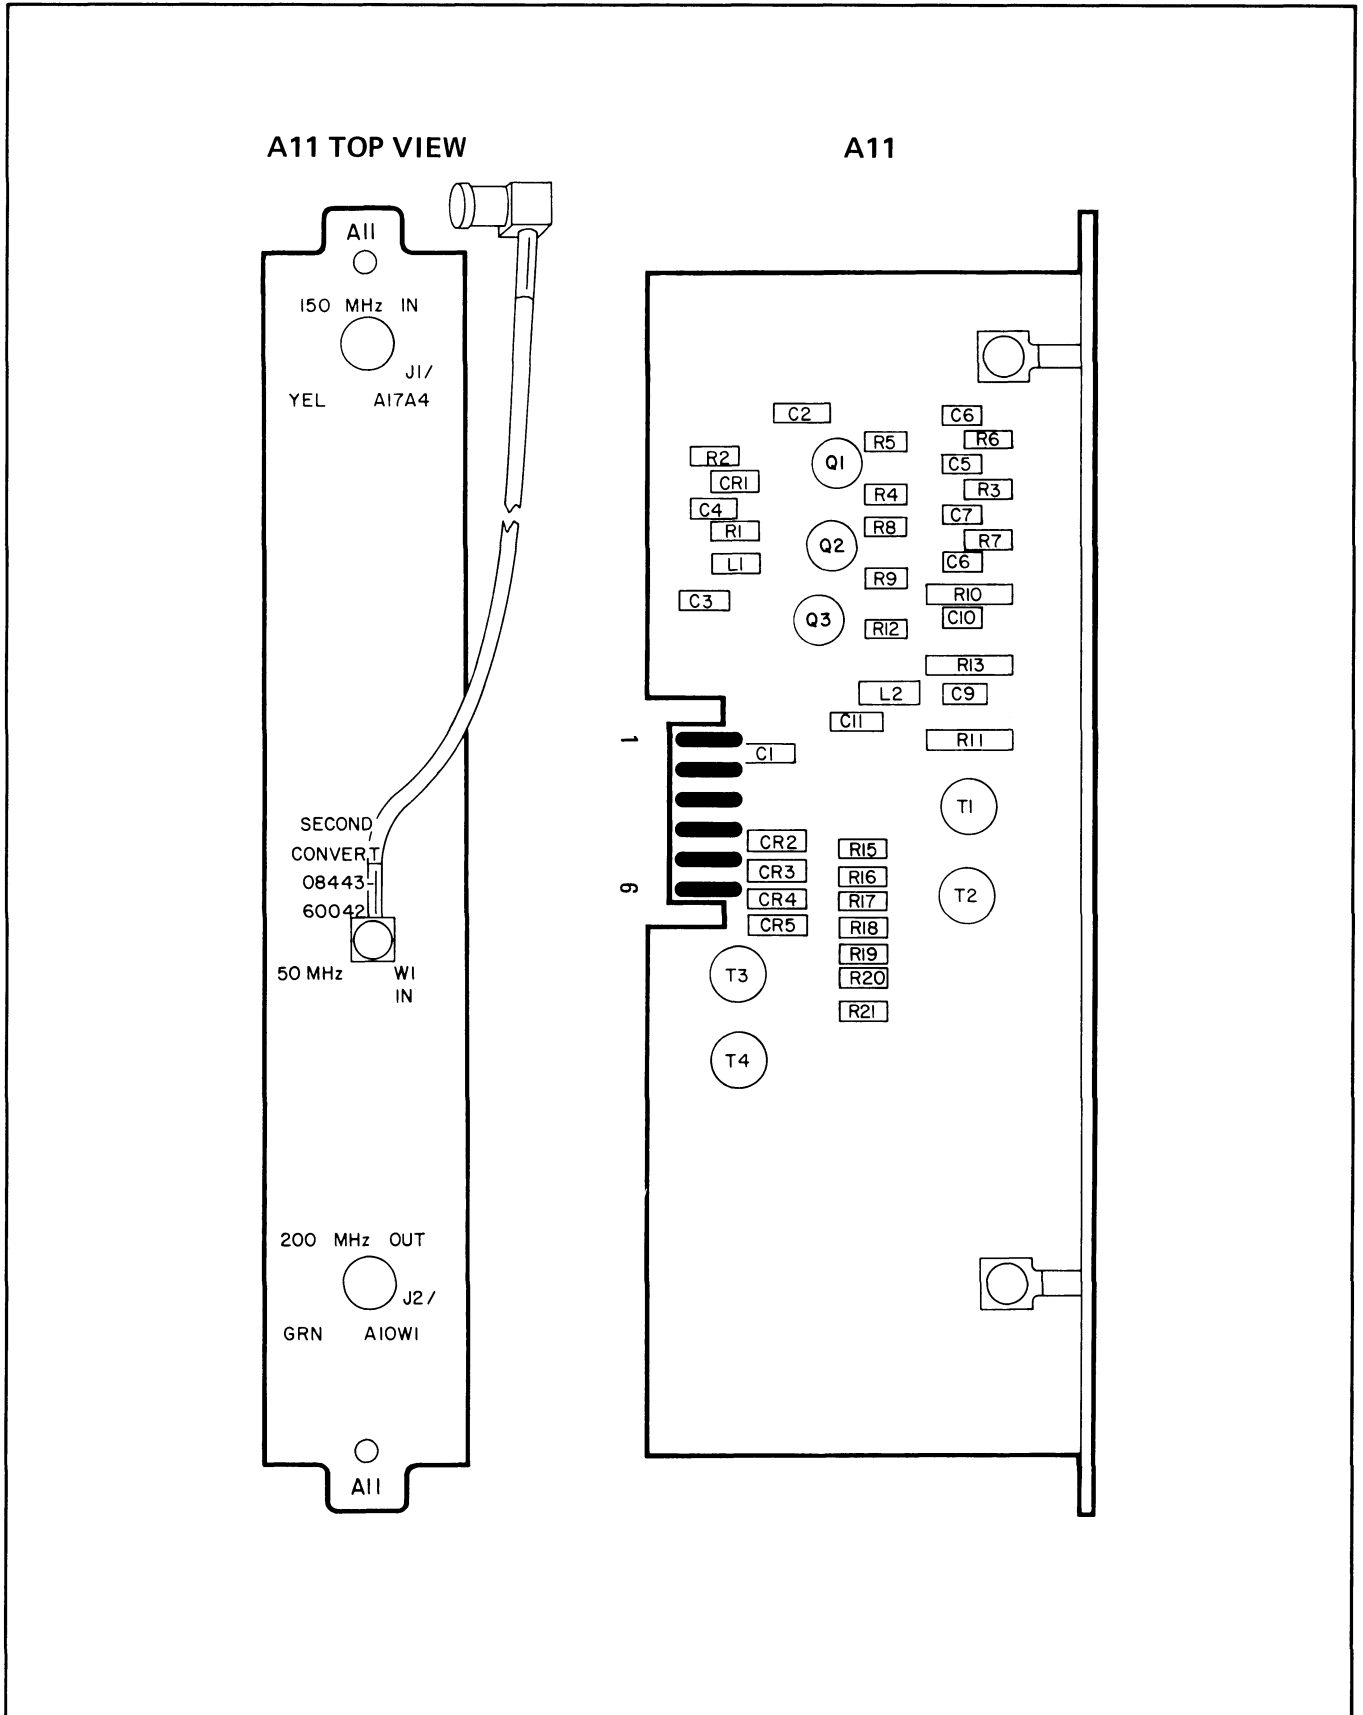 A11 TOP VIEW
A11
A11
150 MHz IN
J1/
YEL A17A4
SECOND
CONVERT
08443-
60042
50 MHz W1
IN
200 MHz OUT
J2/
GRN A10W1
A11
C2
C6
R5
R6
R2
Q1
C5
CR1
R4
R3
C4
C7
R1
R8
R7
Q2
L1
C6
R9
R10
C3
Q3
C10
R12
R13
L2
C9
C11
1
C1
R11
T1
CR2
R15
CR3
R16
6
CR4
R17
T2
CR5
R18
R19
T3
R20
R21
T4